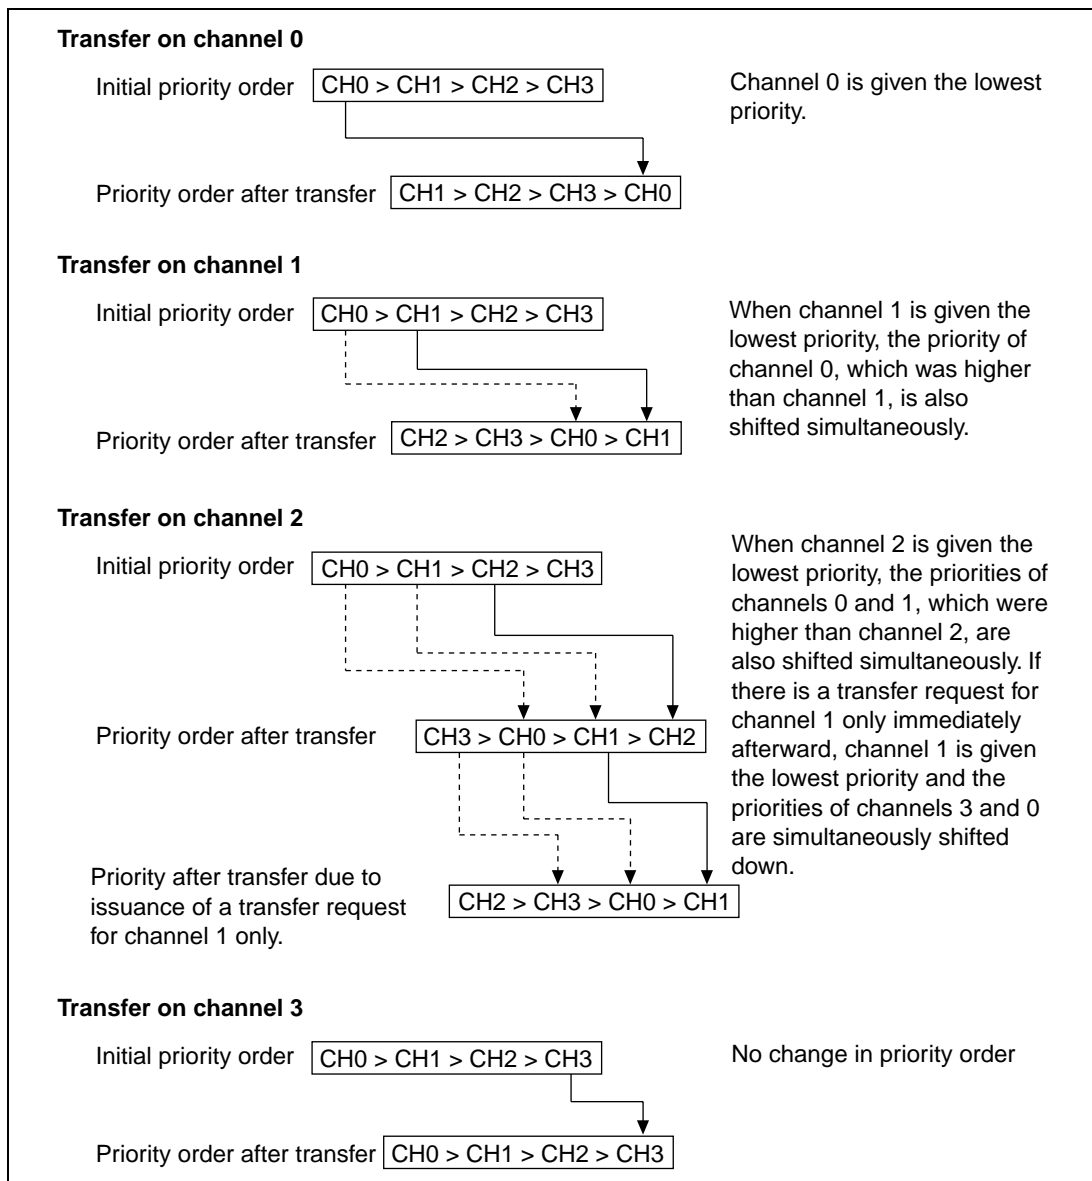 Transfer on channel 0
Initial priority order CH0 > CH1 > CH2 > CH3
Channel 0 is given the lowest
priority.
Priority order after transfer CH1 > CH2 > CH3 > CH0
Transfer on channel 1
Initial priority order CH0 > CH1 > CH2 > CH3
When channel 1 is given the
lowest priority, the priority of
channel 0, which was higher
than channel 1, is also
shifted simultaneously.
Priority order after transfer CH2 > CH3 > CH0 > CH1
Transfer on channel 2
Initial priority order CH0 > CH1 > CH2 > CH3
When channel 2 is given the
lowest priority, the priorities of
channels 0 and 1, which were
higher than channel 2, are
also shifted simultaneously. If
there is a transfer request for
channel 1 only immediately
afterward, channel 1 is given
the lowest priority and the
priorities of channels 3 and 0
are simultaneously shifted
down.
Priority order after transfer CH3 > CH0 > CH1 > CH2
Priority after transfer due to
issuance of a transfer request
for channel 1 only.
CH2 > CH3 > CH0 > CH1
Transfer on channel 3
Initial priority order CH0 > CH1 > CH2 > CH3
No change in priority order
Priority order after transfer CH0 > CH1 > CH2 > CH3